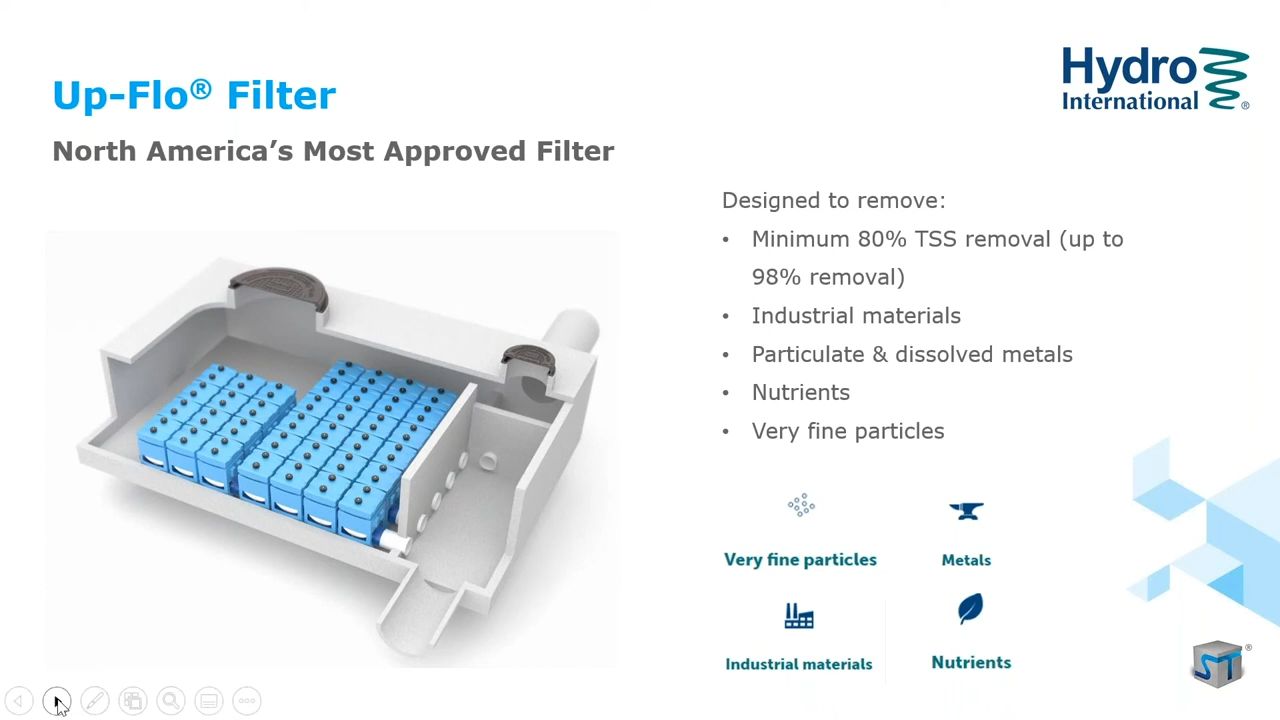 Up-Flo® Filter
Hydro
International®
North America’s Most Approved Filter
Designed to remove:
• Minimum 80% TSS removal (up to
98% removal)
• Industrial materials
• Particulate & dissolved metals
• Nutrients
• Very fine particles
Very fine particles
Metals
Industrial materials
Nutrients
ST®